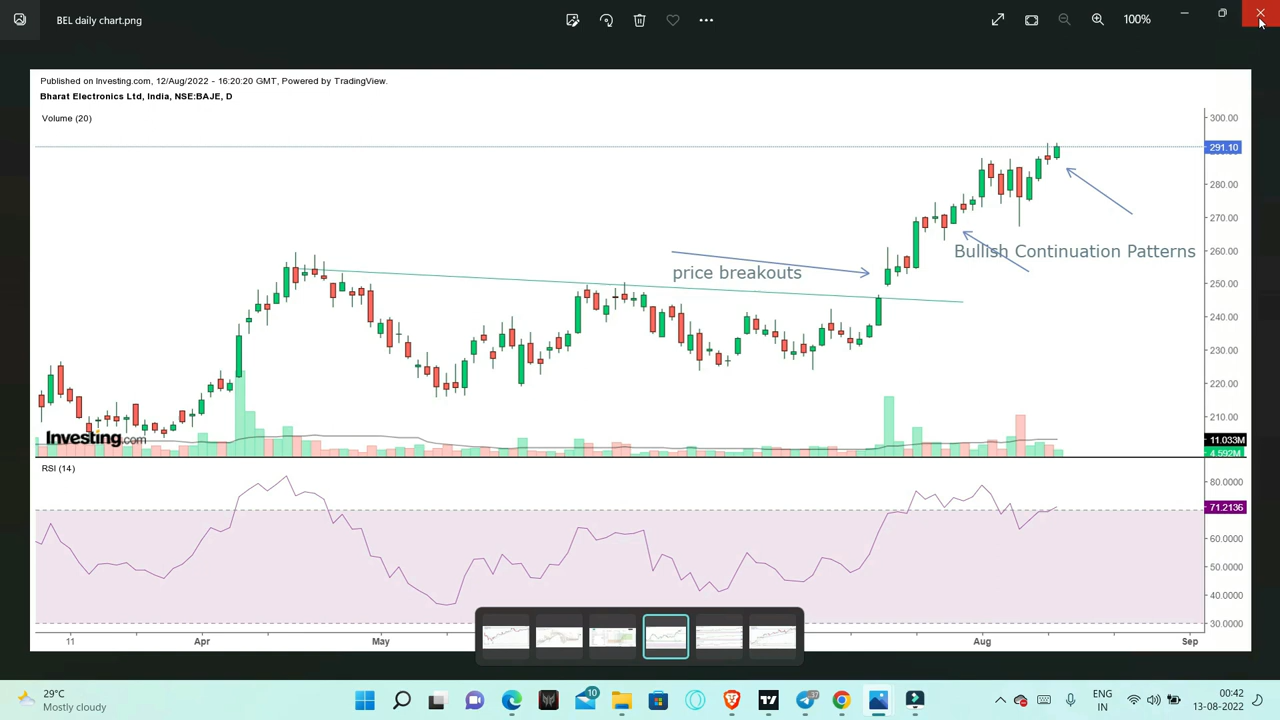 BEL daily chart.png
100%
Published on Investing.com, 12/Aug/2022 - 16:20:20 GMT, Powered by TradingView.
Bharat Electronics Ltd, India, NSE:BAJE, D
Volume (20)
300.00
291.10
280.00
270.00
260.00
250.00
240.00
230.00
220.00
210.00
11.033M
4.592M
price breakouts
Bullish Continuation Patterns
Investing.com
RSI (14)
80.0000
71.2136
60.0000
50.0000
40.0000
30.0000
11
Apr
May
Aug
Sep
29°C
Mostly cloudy
10
37
ENG
IN
00:42
13-08-2022